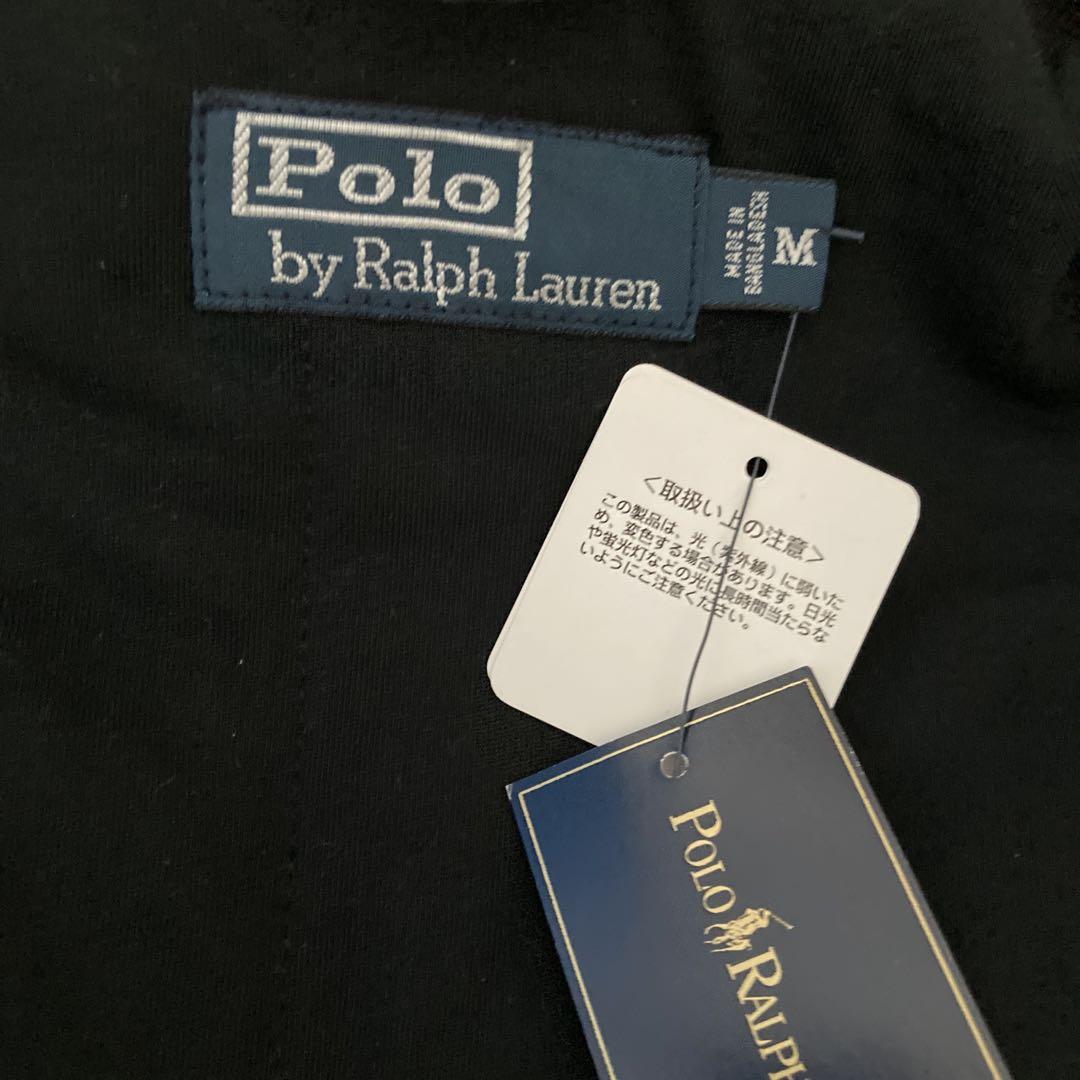 Polo
by Ralph Lauren
MADE IN
BANGLADESH
M
<取扱い上の注意>
この製品は、光(紫外線)に弱いた
め、変色する場合があります。日光
や蛍光灯などの光に長時間当たらな
いようにご注意ください。
POLO RALPH